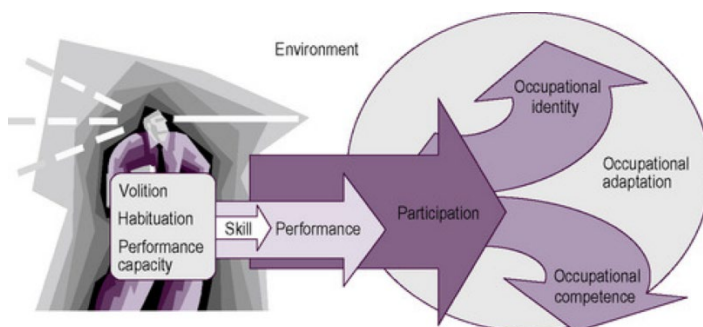 Environment
Volition
Habituation
Performance
capacity
Skill
Performance
Participation
Occupational
identity
Occupational
adaptation
Occupational
competence